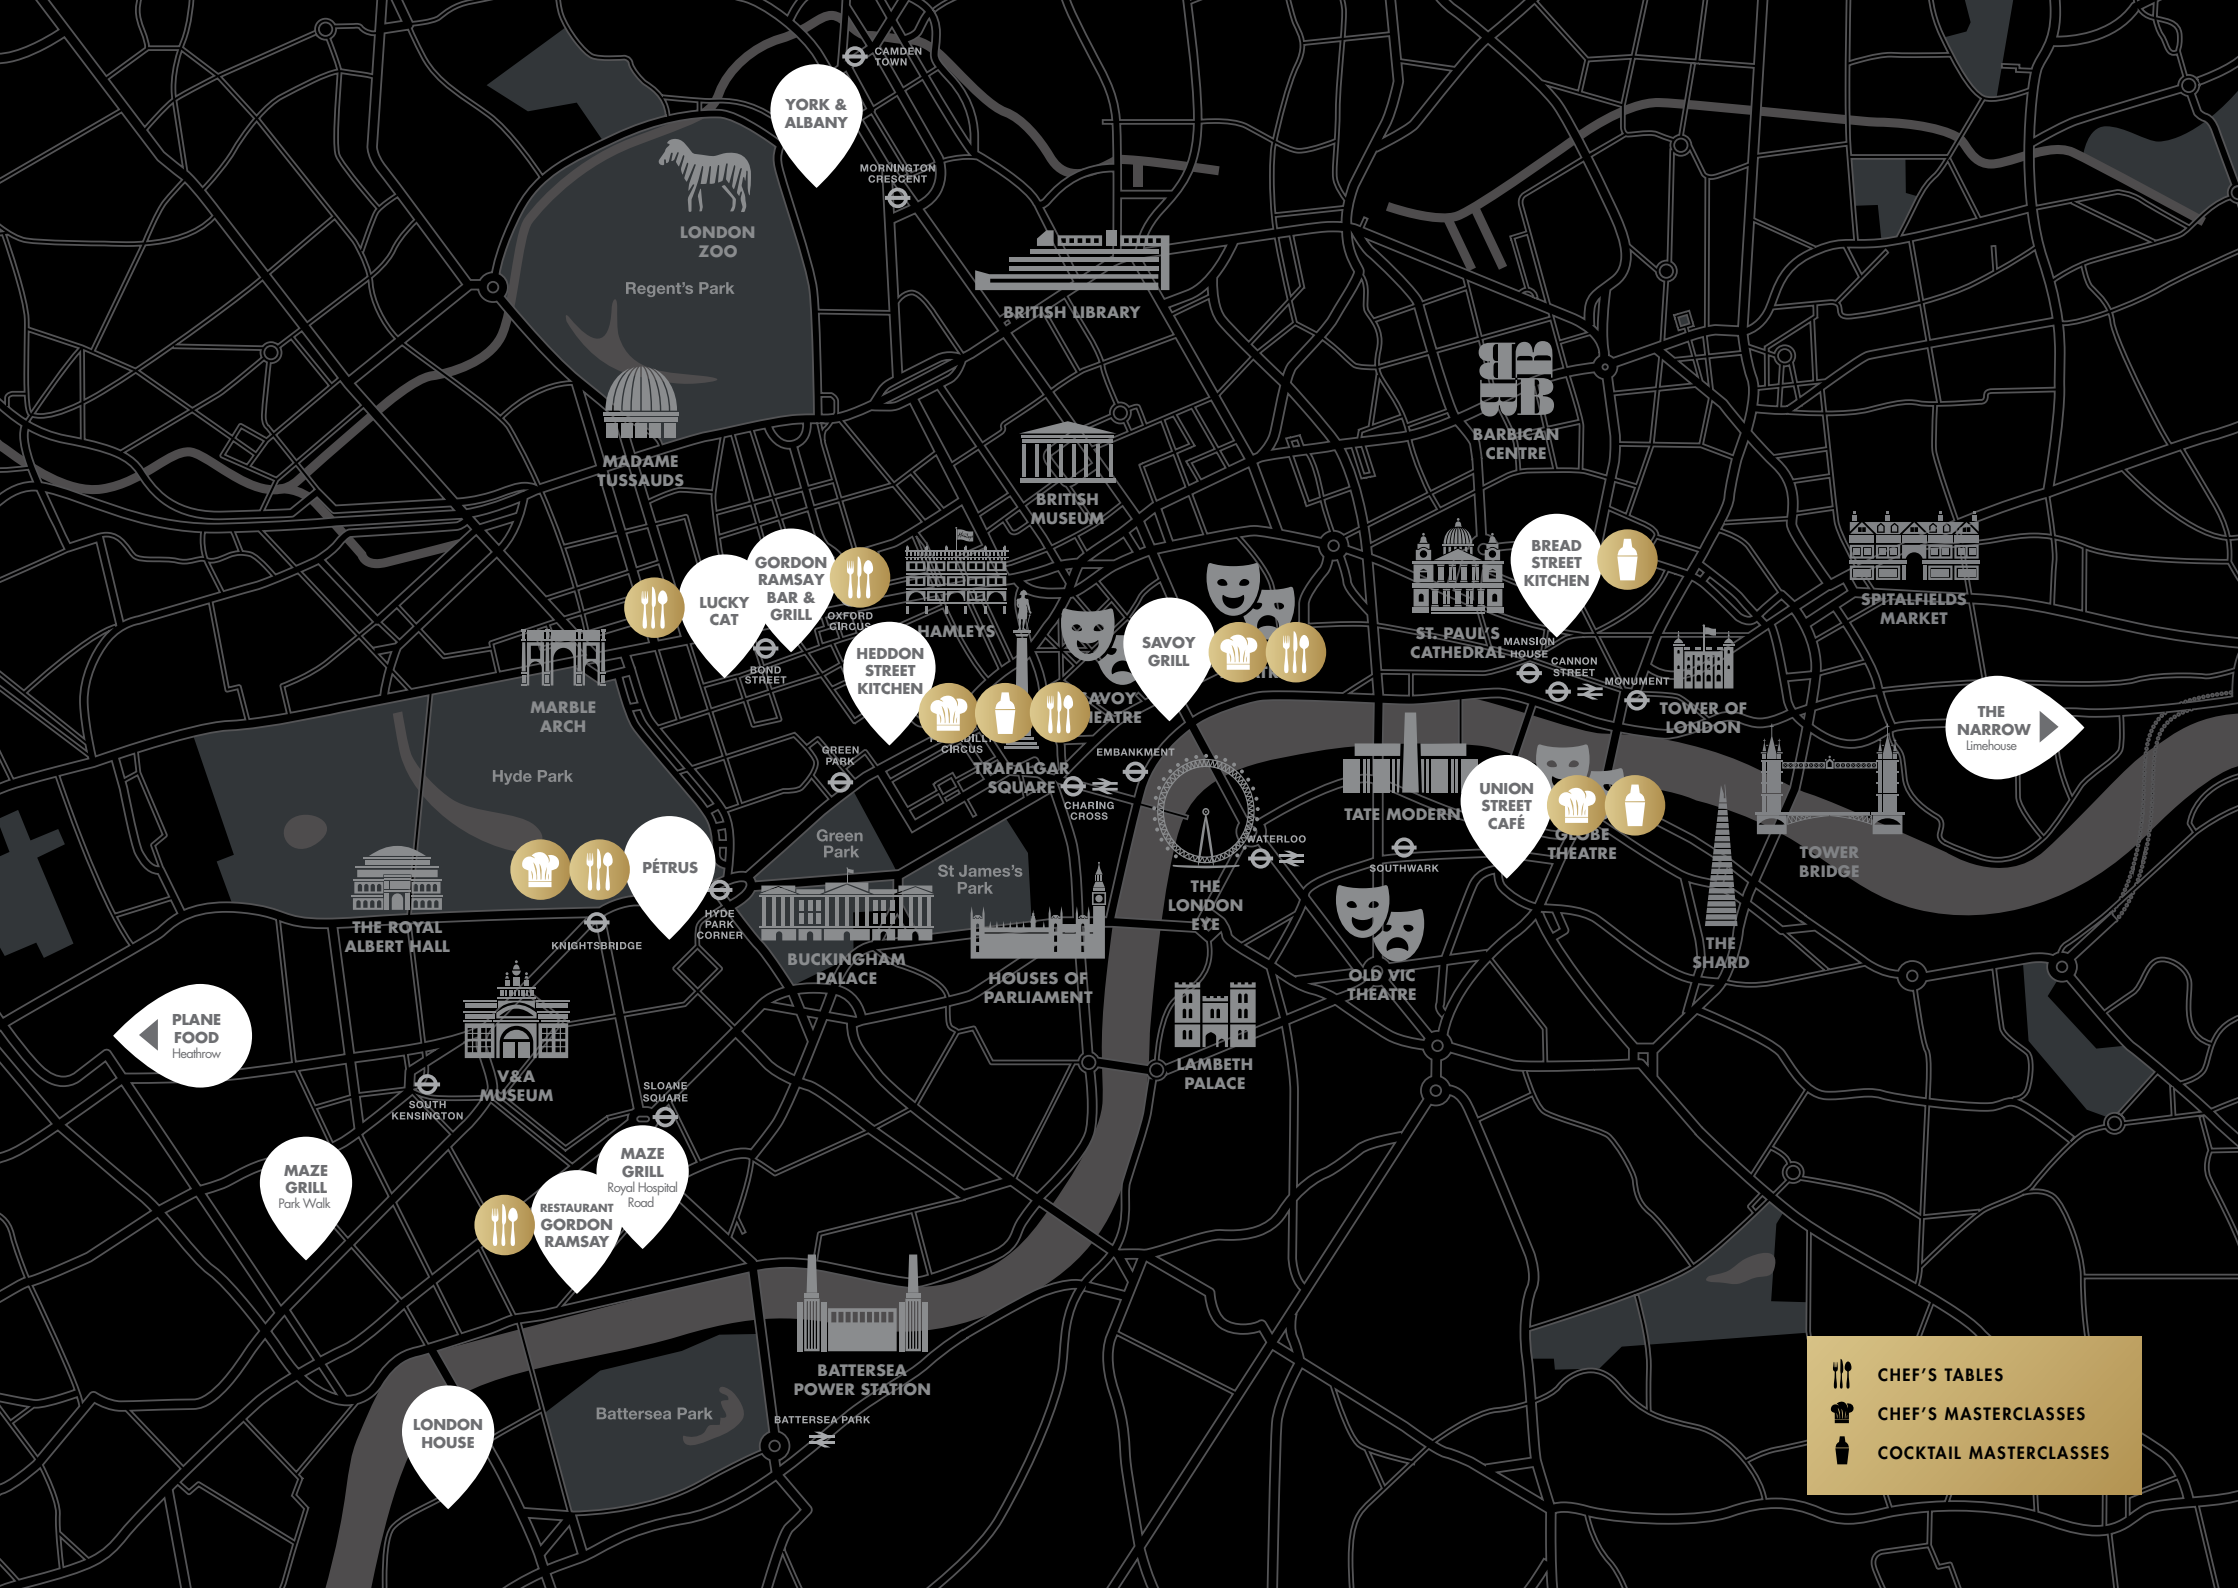 CAMDEN
TOWN
YORK &
ALBANY
MORNINGTON
CRESCENT
LONDON
ZOO
Regent's Park
BRITISH LIBRARY
MADAME
TUSSAUDS
BRITISH
MUSEUM
BARBICAN
CENTRE
LUCKY
CAT
GORDON
RAMSAY
BAR &
GRILL
OXFORD
CIRCUS
BOND
STREET
HAMLEYS
HEDDON
STREET
KITCHEN
CIRCUS
SAVOY
GRILL
ST. PAUL'S
CATHEDRAL
BREAD
STREET
KITCHEN
MANSION
HOUSE
CANNON
STREET
MONUMENT
SPITALFIELDS
MARKET
TOWER OF
LONDON
THE
NARROW
Limehouse
MARBLE
ARCH
Hyde Park
GREEN
PARK
TRAFALGAR
SQUARE
EMBANKMENT
CHARING
CROSS
TATE MODERN
UNION
STREET
CAFÉ
GLOBE
THEATRE
TOWER
BRIDGE
Green
Park
St James's
Park
WATERLOO
SOUTHWARK
PÉTRUS
HYDE
PARK
CORNER
KNIGHTSBRIDGE
THE ROYAL
ALBERT HALL
BUCKINGHAM
PALACE
HOUSES OF
PARLIAMENT
THE
LONDON
EYE
OLD VIC
THEATRE
THE
SHARD
PLANE
FOOD
Heathrow
V&A
MUSEUM
SOUTH
KENSINGTON
SLOANE
SQUARE
LAMBETH
PALACE
MAZE
GRILL
Park Walk
MAZE
GRILL
Royal Hospital
Road
RESTAURANT
GORDON
RAMSAY
BATTERSEA
POWER STATION
Battersea Park
BATTERSEA PARK
LONDON
HOUSE
CHEF'S TABLES
CHEF'S MASTERCLASSES
COCKTAIL MASTERCLASSES